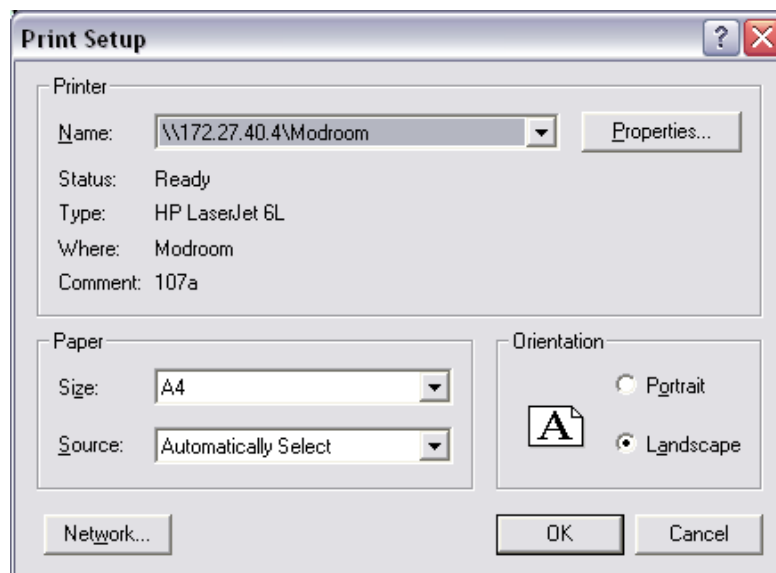 Print Setup
Printer
Name: \\172.27.40.4\Modroom
Properties...
Status: Ready
Type: HP LaserJet 6L
Where: Modroom
Comment: 107a
Paper
Size: A4
Source: Automatically Select
Orientation
A
Portrait
Landscape
Network...
OK
Cancel